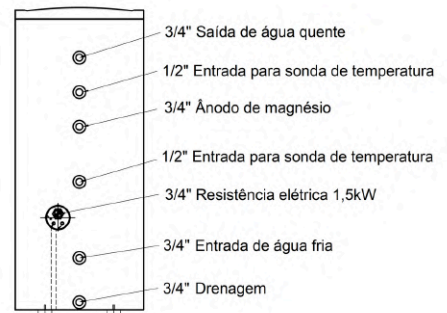 3/4" Saída de água quente
1/2" Entrada para sonda de temperatura
3/4" Ânodo de magnésio
1/2" Entrada para sonda de temperatura
3/4" Resistência elétrica 1,5kW
3/4" Entrada de água fria
3/4" Drenagem